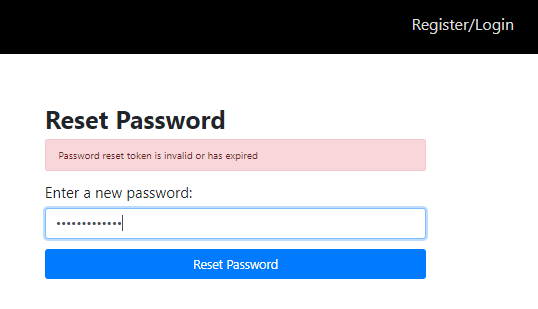 Register/Login
Reset Password
Password reset token is invalid or has expired
Enter a new password:
•••••••••••••
Reset Password